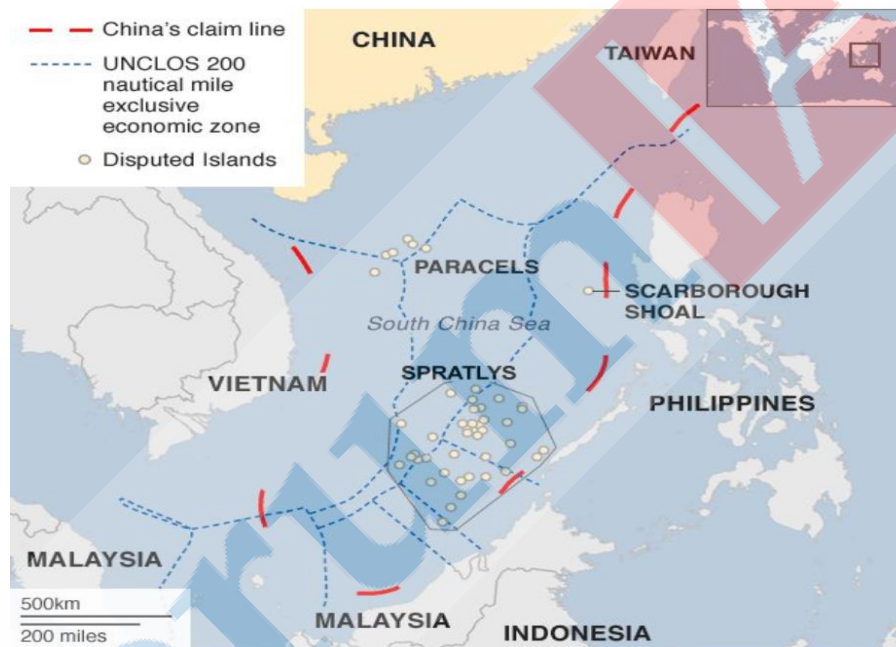 China's claim line
UNCLOS 200
nautical mile
exclusive
economic zone
Disputed Islands
CHINA
TAIWAN
PARACELS
SCARBOROUGH
SHOAL
South China Sea
SPRATLYS
VIETNAM
PHILIPPINES
MALAYSIA
500km
200 miles
MALAYSIA
INDONESIA